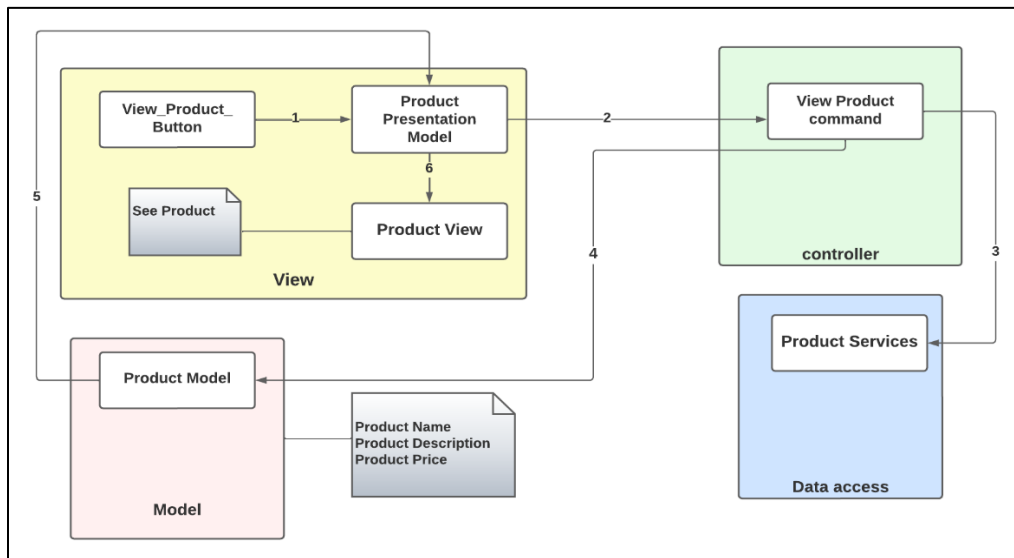 View_Product_
Button
1
Product
Presentation
Model
2
View Product
command
5
6
See Product
Product View
4
3
controller
View
Product Services
Product Model
Product Name
Product Description
Product Price
Data access
Model